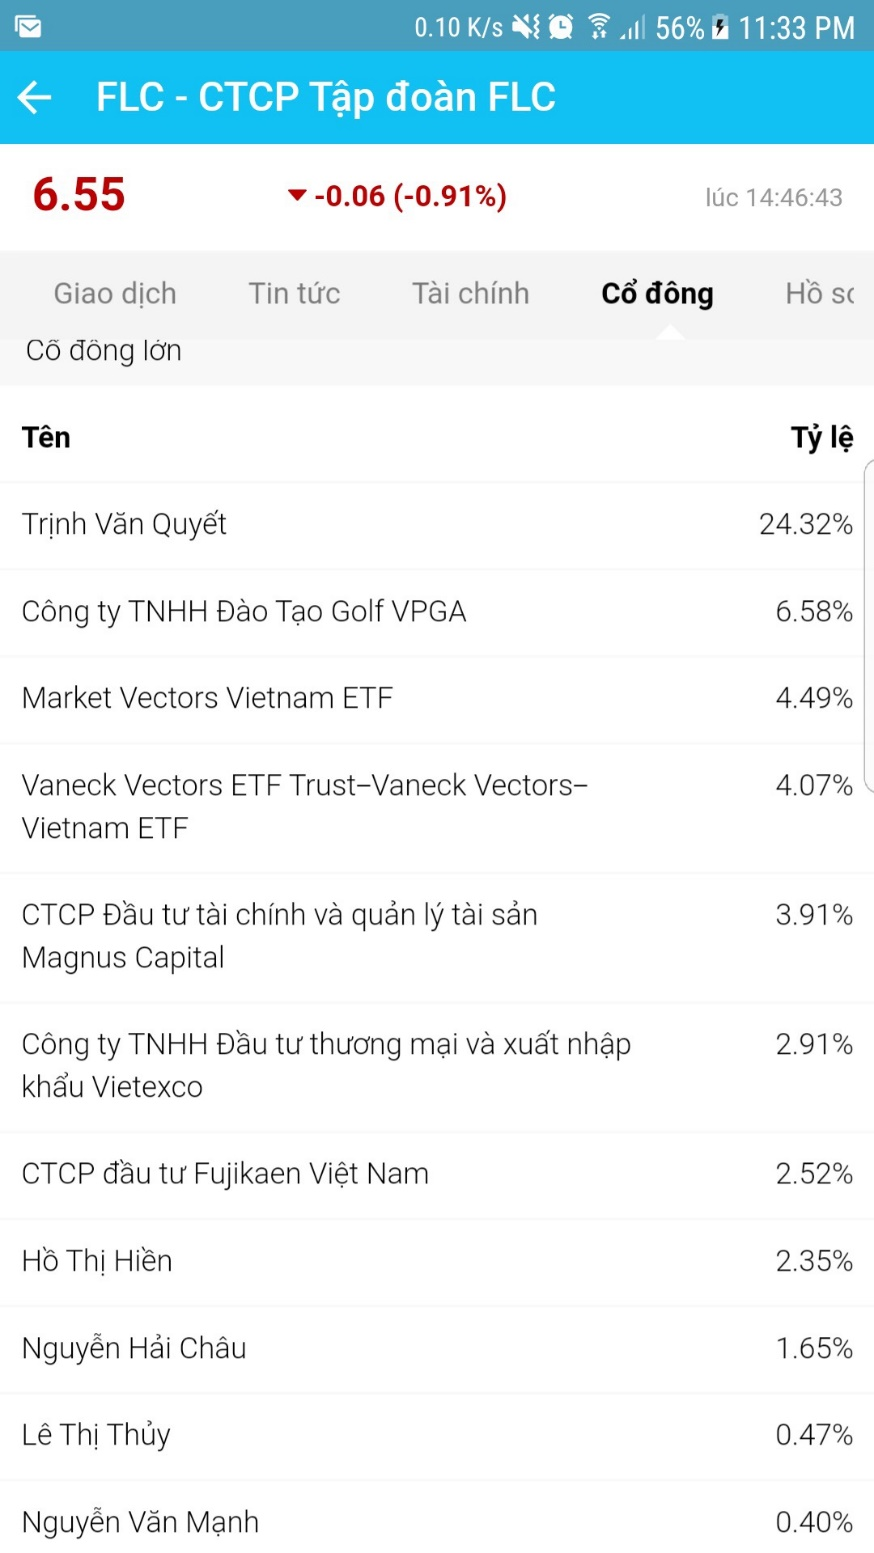 0.10 K/s 56% 11:33 PM
FLC - CTCP Tập đoàn FLC
6.55 -0.06 (-0.91%) lúc 14:46:43
Giao dịch Tin tức Tài chính Cổ đông Hồ sơ
Cổ đông lớn
Tên Tỷ lệ
Trịnh Văn Quyết 24.32%
Công ty TNHH Đào Tạo Golf VPGA 6.58%
Market Vectors Vietnam ETF 4.49%
Vaneck Vectors ETF Trust–Vaneck Vectors– 4.07%
Vietnam ETF
CTCP Đầu tư tài chính và quản lý tài sản 3.91%
Magnus Capital
Công ty TNHH Đầu tư thương mại và xuất nhập 2.91%
khẩu Vietexco
CTCP đầu tư Fujikaen Việt Nam 2.52%
Hồ Thị Hiền 2.35%
Nguyễn Hải Châu 1.65%
Lê Thị Thủy 0.47%
Nguyễn Văn Mạnh 0.40%